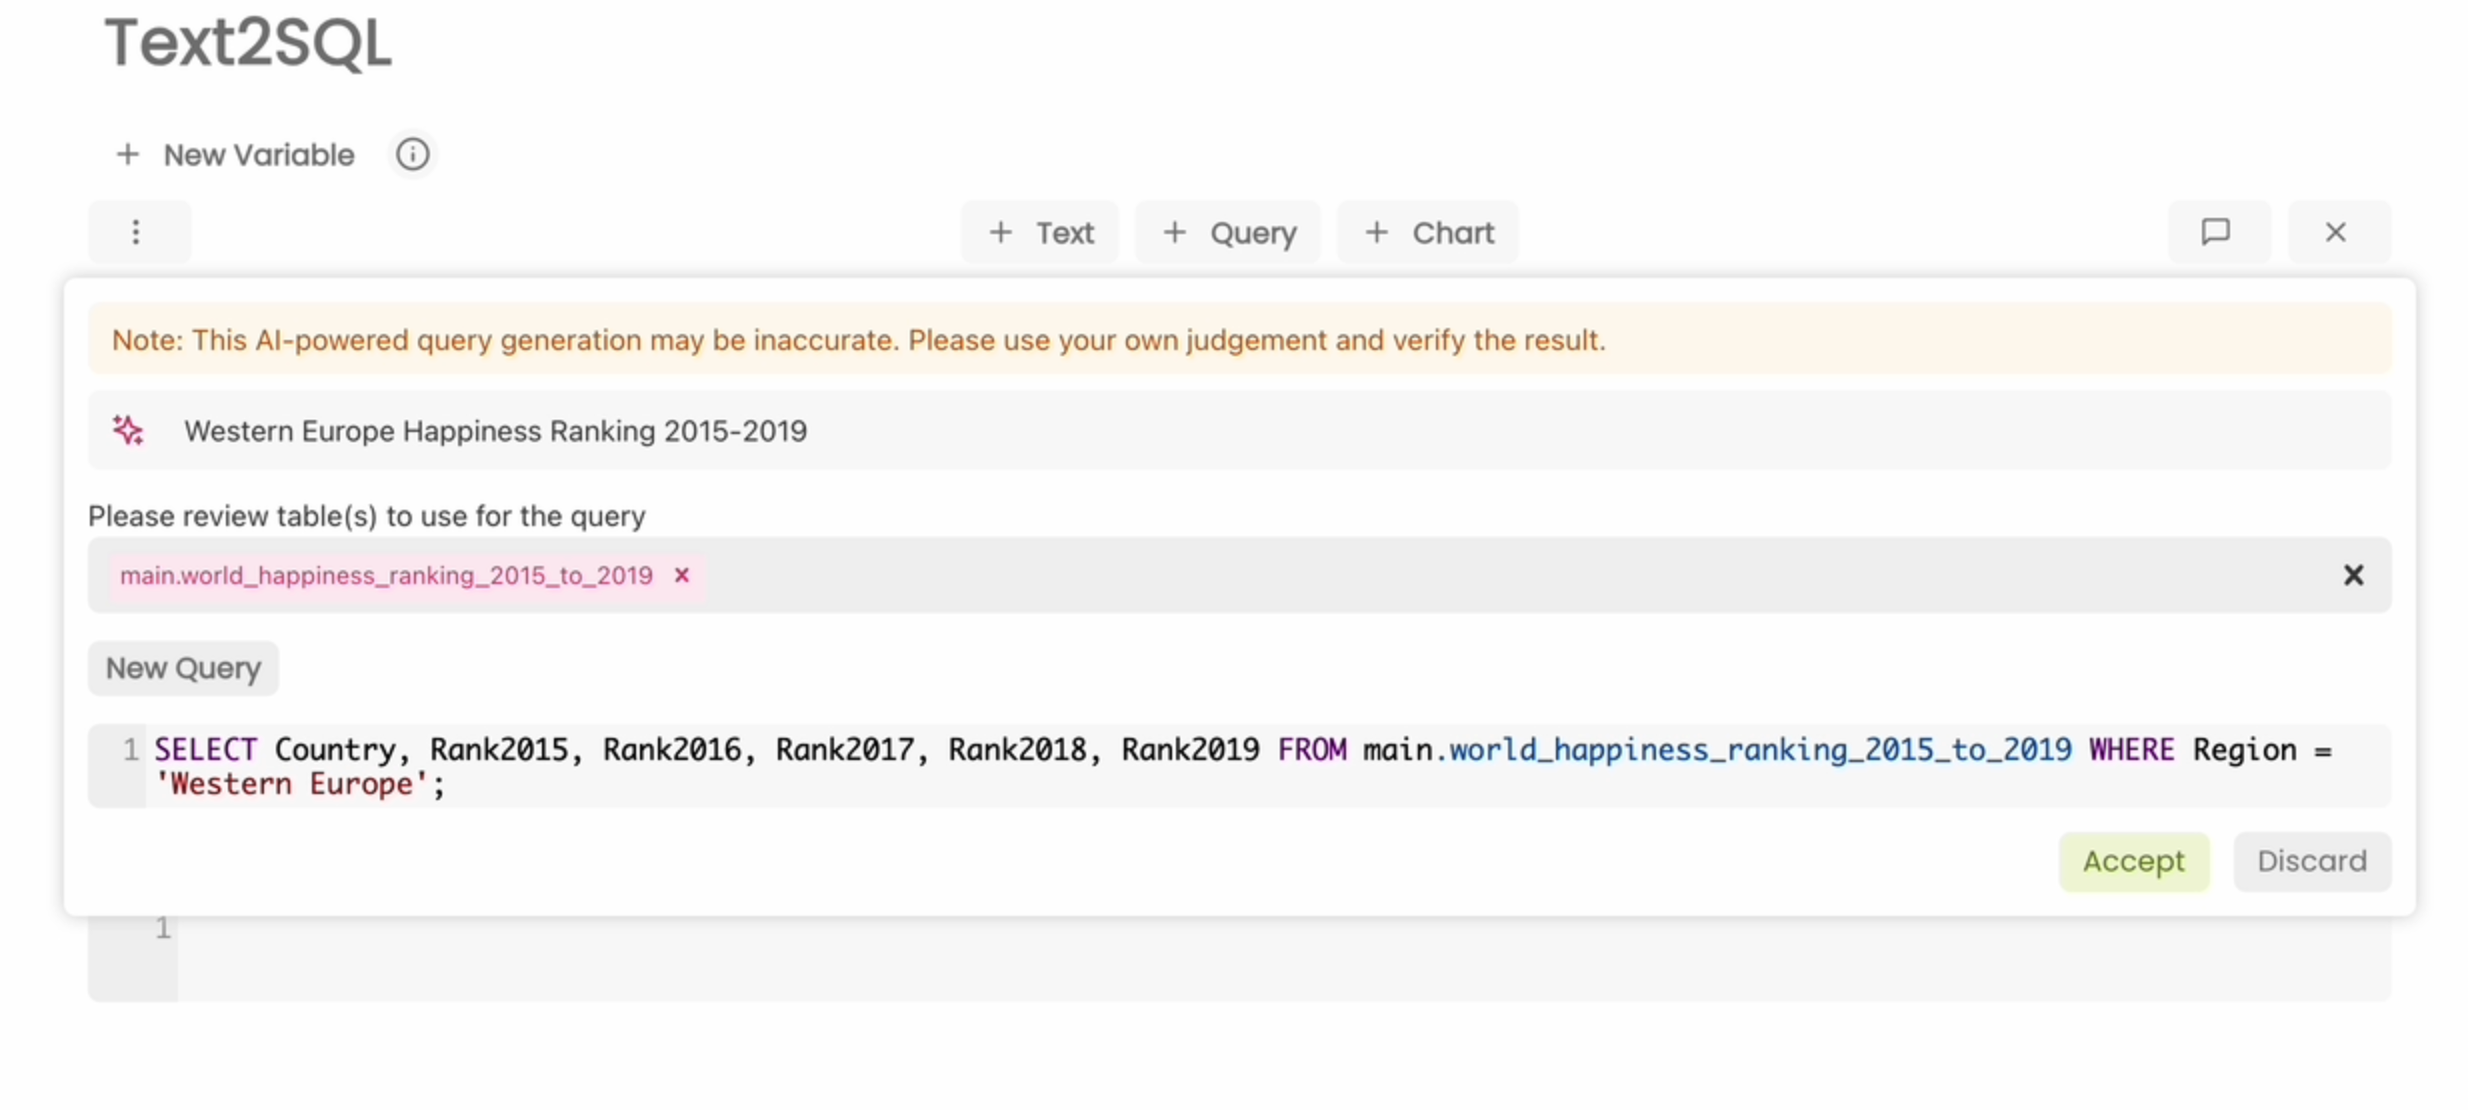 Text2SQL
+ New Variable
+ Text + Query + Chart
Note: This AI-powered query generation may be inaccurate. Please use your own judgement and verify the result.
Western Europe Happiness Ranking 2015-2019
Please review table(s) to use for the query
main.world_happiness_ranking_2015_to_2019 ×
New Query
1 SELECT Country, Rank2015, Rank2016, Rank2017, Rank2018, Rank2019 FROM main.world_happiness_ranking_2015_to_2019 WHERE Region =
'Western Europe';
Accept Discard
1